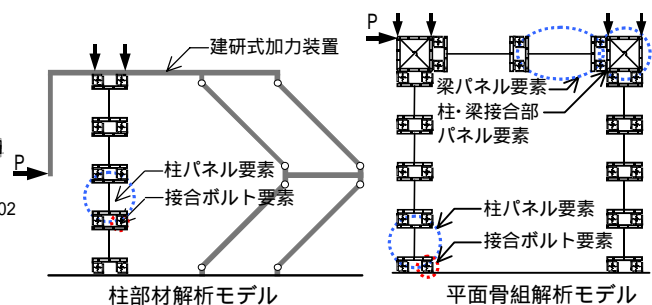 P
建研式加力装置
P
梁パネル要素
柱・梁接合部
パネル要素
柱パネル要素
接合ボルト要素
02
柱パネル要素
接合ボルト要素
柱部材解析モデル
平面骨組解析モデル